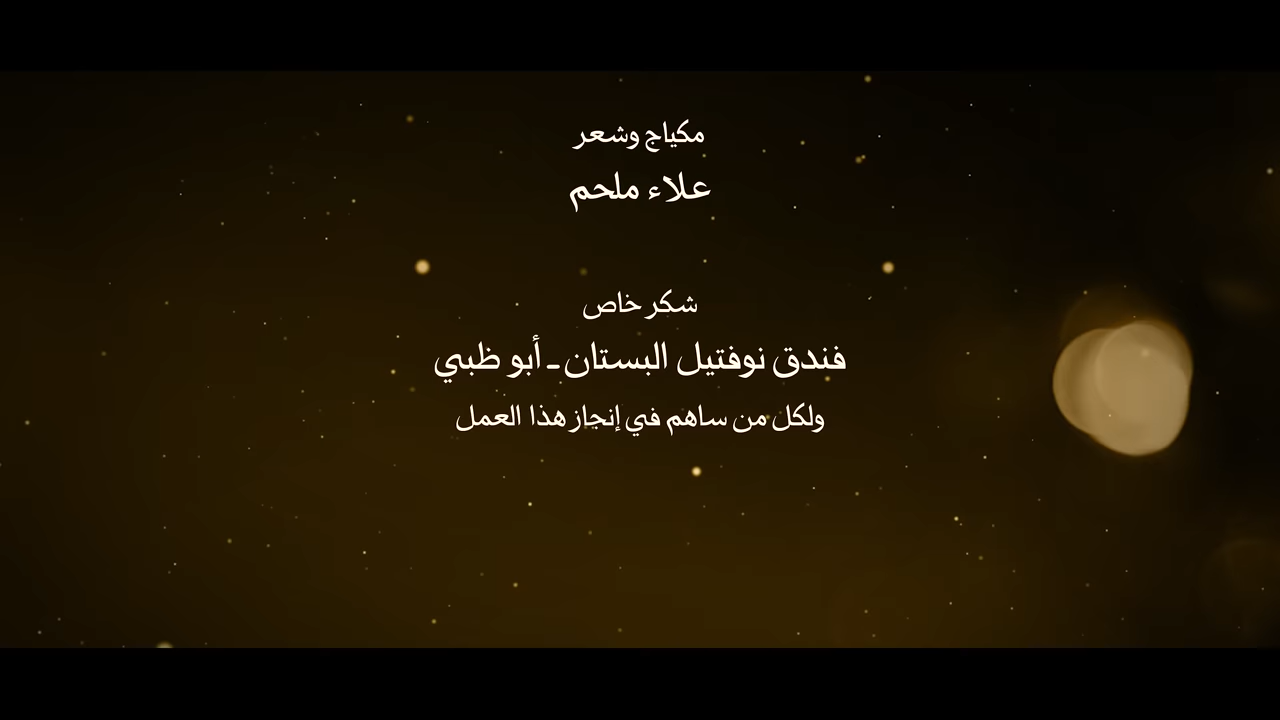 مكياج وشعر
علاء ملحم
شكر خاص
فندق نوفتيل البستان - أبو ظبي
ولكل من ساهم في إنجاز هذا العمل